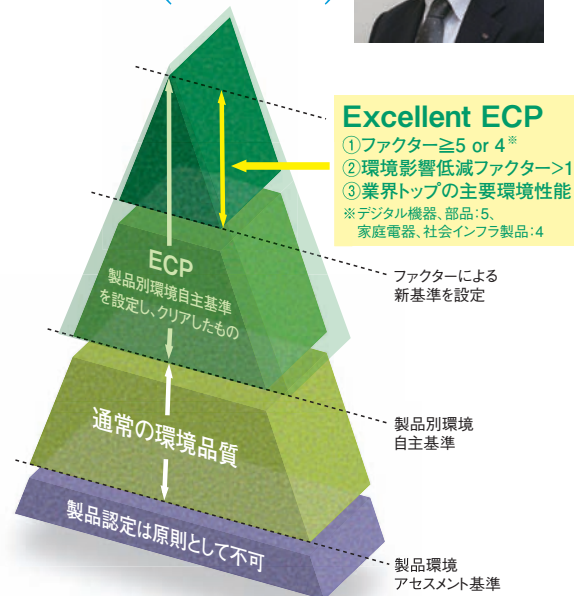 Excellent ECP
①ファクター≧5 or 4※
②環境影響低減ファクター>1
③業界トップの主要環境性能
※デジタル機器、部品:5、
家庭電器、社会インフラ製品:4
ECP
製品別環境自主基準
を設定し、クリアしたもの
ファクターによる
新基準を設定
通常の環境品質
製品別環境
自主基準
製品認定は原則として不可
製品環境
アセスメント基準